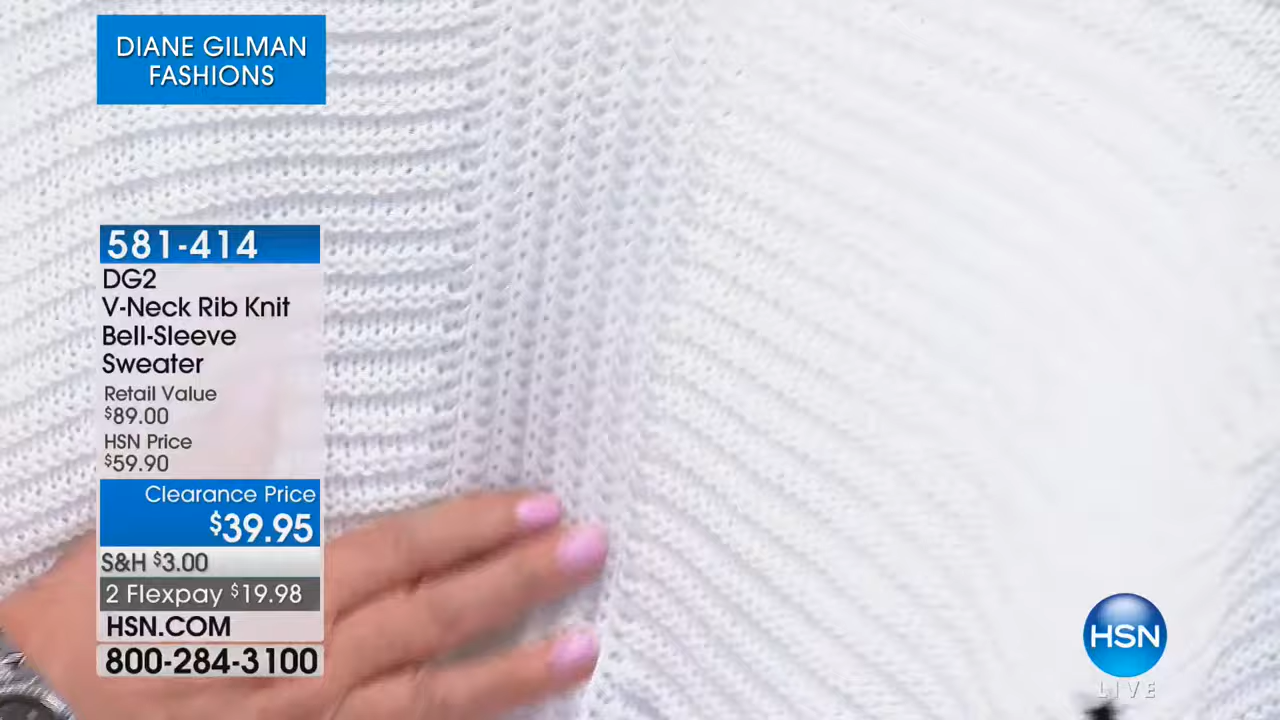 DIANE GILMAN
FASHIONS
581-414
DG2
V-Neck Rib Knit
Bell-Sleeve
Sweater
Retail Value
$89.00
HSN Price
$59.90
Clearance Price
$39.95
S&H $3.00
2 Flexpay $19.98
HSN.COM
800-284-3100
HSN
LIVE